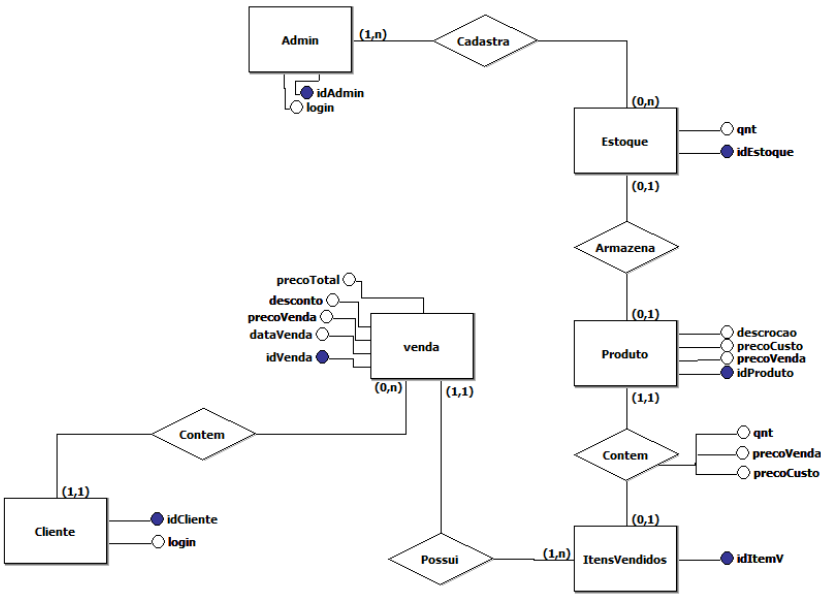 Admin
(1,n)
Cadastra
idAdmin
login
(0,n)
Estoque
qnt
idEstoque
(0,1)
Armazena
precoTotal
desconto
precoVenda
dataVenda
idVenda
venda
(0,n)
(1,1)
(0,1)
Produto
descrocao
precoCusto
precoVenda
idProduto
(1,1)
Contem
Contem
qnt
precoVenda
precoCusto
(1,1)
Cliente
idCliente
login
(0,1)
Possui
(1,n)
ItensVendidos
idItemV